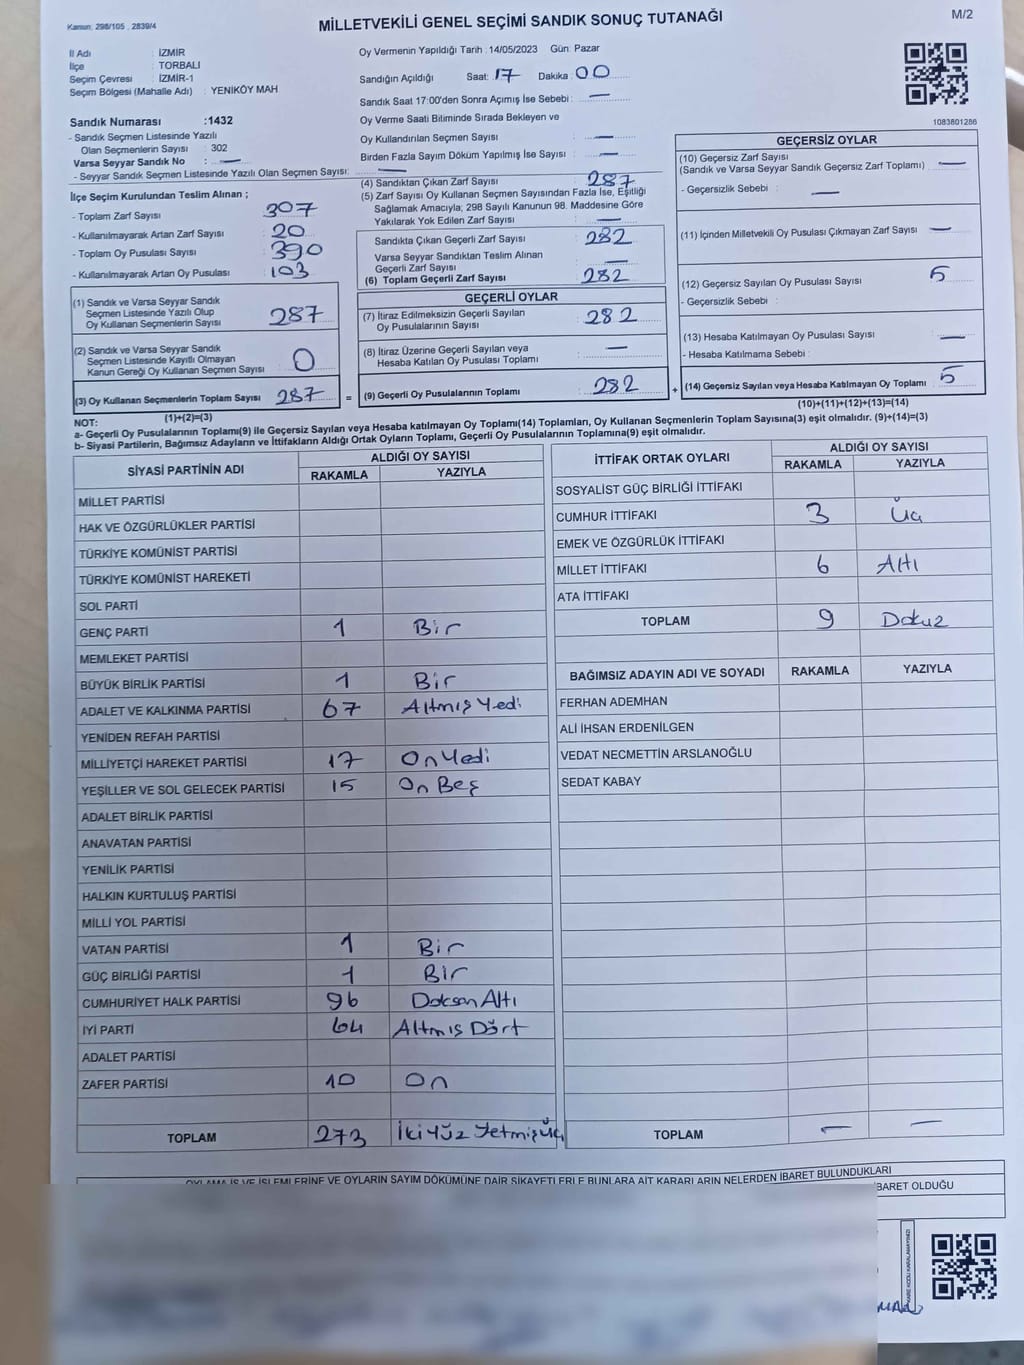 Kanun: 298/105 , 2839/4
MİLLETVEKİLİ GENEL SEÇİMİ SANDIK SONUÇ TUTANAĞI
M/2
İl Adı : İZMİR
İlçe : TORBALI
Seçim Çevresi : İZMİR-1
Seçim Bölgesi (Mahalle Adı) : YENİKÖY MAH
Sandık Numarası :1432
- Sandık Seçmen Listesinde Yazılı
Olan Seçmenlerin Sayısı : 302
Varsa Seyyar Sandık No : —
- Seyyar Sandık Seçmen Listesinde Yazılı Olan Seçmen Sayısı: —
İlçe Seçim Kurulundan Teslim Alınan ;
- Toplam Zarf Sayısı 307
- Kullanılmayarak Artan Zarf Sayısı : 20
- Toplam Oy Pusulası Sayısı : 390
- Kullanılmayarak Artan Oy Pusulası : 103
(1) Sandık ve Varsa Seyyar Sandık
Seçmen Listesinde Yazılı Olup
Oy Kullanan Seçmenlerin Sayısı : 287
(2) Sandık ve Varsa Seyyar Sandık
Seçmen Listesinde Kayıtlı Olmayan
Kanun Gereği Oy Kullanan Seçmen Sayısı : 0
(3) Oy Kullanan Seçmenlerin Toplam Sayısı : 287
(1)+(2)=(3)
Oy Vermenin Yapıldığı Tarih : 14/05/2023 Gün: Pazar
Sandığın Açıldığı Saat: 17 Dakika : 00
Sandık Saat 17:00'den Sonra Açımış İse Sebebi : —
Oy Verme Saati Bitiminde Sırada Bekleyen ve
Oy Kullandırılan Seçmen Sayısı : —
Birden Fazla Sayım Döküm Yapılmış İse Sayısı : —
(4) Sandıktan Çıkan Zarf Sayısı : 287
(5) Zarf Sayısı Oy Kullanan Seçmen Sayısından Fazla İse, Eşitliği
Sağlamak Amacıyla; 298 Sayılı Kanunun 98. Maddesine Göre
Yakılarak Yok Edilen Zarf Sayısı : —
Sandıkta Çıkan Geçerli Zarf Sayısı : 282
Varsa Seyyar Sandıktan Teslim Alınan
Geçerli Zarf Sayısı : —
(6) Toplam Geçerli Zarf Sayısı : 282
GEÇERLİ OYLAR
(7) İtiraz Edilmeksizin Geçerli Sayılan
Oy Pusulalarının Sayısı : 282
(8) İtiraz Üzerine Geçerli Sayılan veya
Hesaba Katılan Oy Pusulası Toplamı : —
= (9) Geçerli Oy Pusulalarının Toplamı : 282 +
1083801286
GEÇERSİZ OYLAR
(10) Geçersiz Zarf Sayısı
(Sandık ve Varsa Seyyar Sandık Geçersiz Zarf Toplamı) : —
- Geçersizlik Sebebi : —
(11) İçinden Milletvekili Oy Pusulası Çıkmayan Zarf Sayısı : —
(12) Geçersiz Sayılan Oy Pusulası Sayısı : 5
- Geçersizlik Sebebi :
(13) Hesaba Katılmayan Oy Pusulası Sayısı : —
- Hesaba Katılmama Sebebi :
(14) Geçersiz Sayılan veya Hesaba Katılmayan Oy Toplamı : 5
(10)+(11)+(12)+(13)=(14)
NOT:
a- Geçerli Oy Pusulalarının Toplamı(9) ile Geçersiz Sayılan veya Hesaba katılmayan Oy Toplamı(14) Toplamları, Oy Kullanan Seçmenlerin Toplam Sayısına(3) eşit olmalıdır. (9)+(14)=(3)
b- Siyasi Partilerin, Bağımsız Adayların ve İttifakların Aldığı Ortak Oyların Toplamı, Geçerli Oy Pusulalarının Toplamına(9) eşit olmalıdır.
SİYASİ PARTİNİN ADI
ALDIĞI OY SAYISI
RAKAMLA YAZIYLA
MİLLET PARTİSİ
HAK VE ÖZGÜRLÜKLER PARTİSİ
TÜRKİYE KOMÜNİST PARTİSİ
TÜRKİYE KOMÜNİST HAREKETİ
SOL PARTİ
GENÇ PARTİ 1 Bir
MEMLEKET PARTİSİ
BÜYÜK BİRLİK PARTİSİ 1 Bir
ADALET VE KALKINMA PARTİSİ 67 Altmış Yedi
YENİDEN REFAH PARTİSİ
MİLLİYETÇİ HAREKET PARTİSİ 17 On Yedi
YEŞİLLER VE SOL GELECEK PARTİSİ 15 On Beş
ADALET BİRLİK PARTİSİ
ANAVATAN PARTİSİ
YENİLİK PARTİSİ
HALKIN KURTULUŞ PARTİSİ
MİLLİ YOL PARTİSİ
VATAN PARTİSİ 1 Bir
GÜÇ BİRLİĞİ PARTİSİ 1 Bir
CUMHURİYET HALK PARTİSİ 96 Doksan Altı
İYİ PARTİ 64 Altmış Dört
ADALET PARTİSİ
ZAFER PARTİSİ 10 On
TOPLAM 273 İkiYüz Yetmiş Üç
İTTİFAK ORTAK OYLARI
ALDIĞI OY SAYISI
RAKAMLA YAZIYLA
SOSYALİST GÜÇ BİRLİĞİ İTTİFAKI
CUMHUR İTTİFAKI 3 Üç
EMEK VE ÖZGÜRLÜK İTTİFAKI
MİLLET İTTİFAKI 6 Altı
ATA İTTİFAKI
TOPLAM 9 Dokuz
BAĞIMSIZ ADAYIN ADI VE SOYADI RAKAMLA YAZIYLA
FERHAN ADEMHAN
ALİ İHSAN ERDENİLGEN
VEDAT NECMETTİN ARSLANOĞLU
SEDAT KABAY
TOPLAM — —
OYLAMA İŞ VE İŞLEMLERİNE VE OYLARIN SAYIM DÖKÜMÜNE DAİR ŞİKAYETLERLE BUNLARA AİT KARARLARIN NELERDEN İBARET BULUNDUKLARI
BARET OLDUĞU